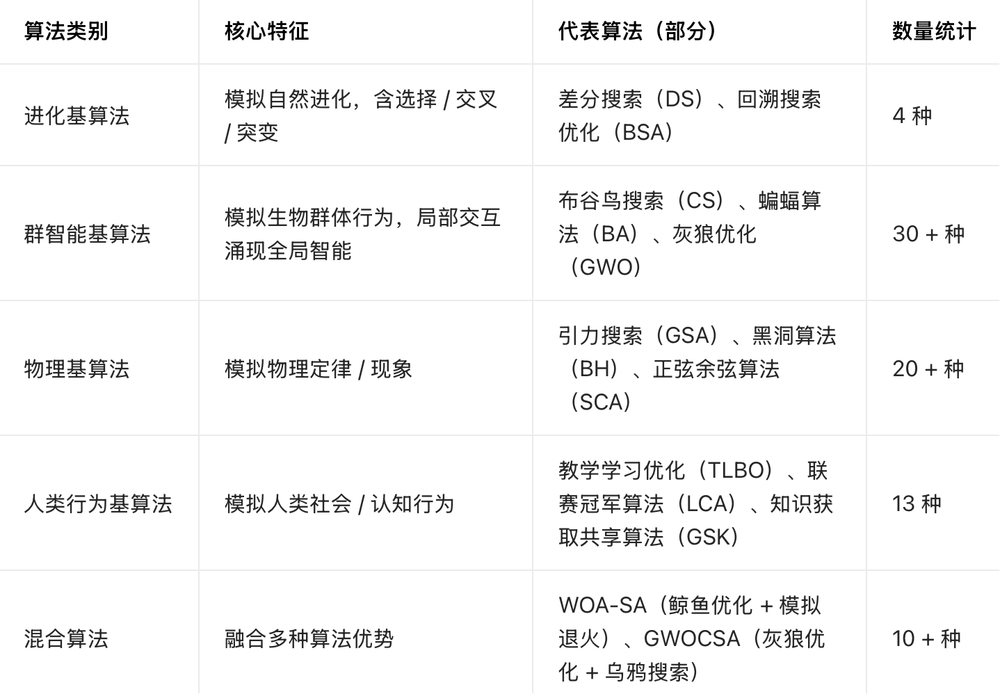 算法类别
核心特征
代表算法（部分）
数量统计
进化基算法
模拟自然进化，含选择 / 交叉
/ 突变
差分搜索（DS）、回溯搜索
优化（BSA）
4 种
群智能基算法
模拟生物群体行为，局部交互
涌现全局智能
布谷鸟搜索（CS）、蝙蝠算
法（BA）、灰狼优化
（GWO）
30 + 种
物理基算法
模拟物理定律 / 现象
引力搜索（GSA）、黑洞算法
（BH）、正弦余弦算法
（SCA）
20 + 种
人类行为基算法
模拟人类社会 / 认知行为
教学学习优化（TLBO）、联
赛冠军算法（LCA）、知识获
取共享算法（GSK）
13 种
混合算法
融合多种算法优势
WOA-SA（鲸鱼优化 + 模拟
退火）、GWOCSA（灰狼优
化 + 乌鸦搜索）
10 + 种